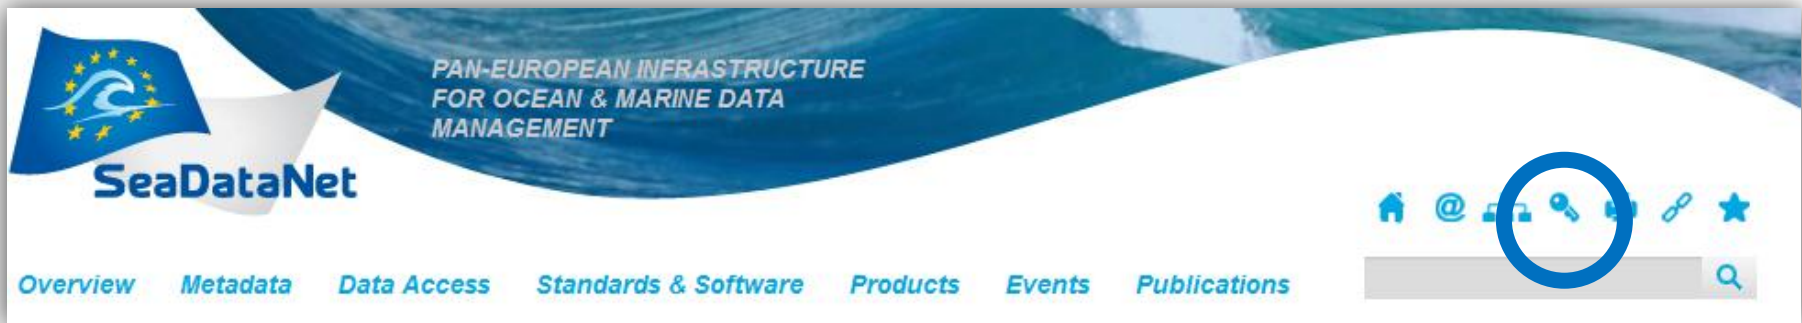 PAN-EUROPEAN INFRASTRUCTURE
FOR OCEAN & MARINE DATA
MANAGEMENT
SeaDataNet
@
Overview Metadata Data Access Standards & Software Products Events Publications